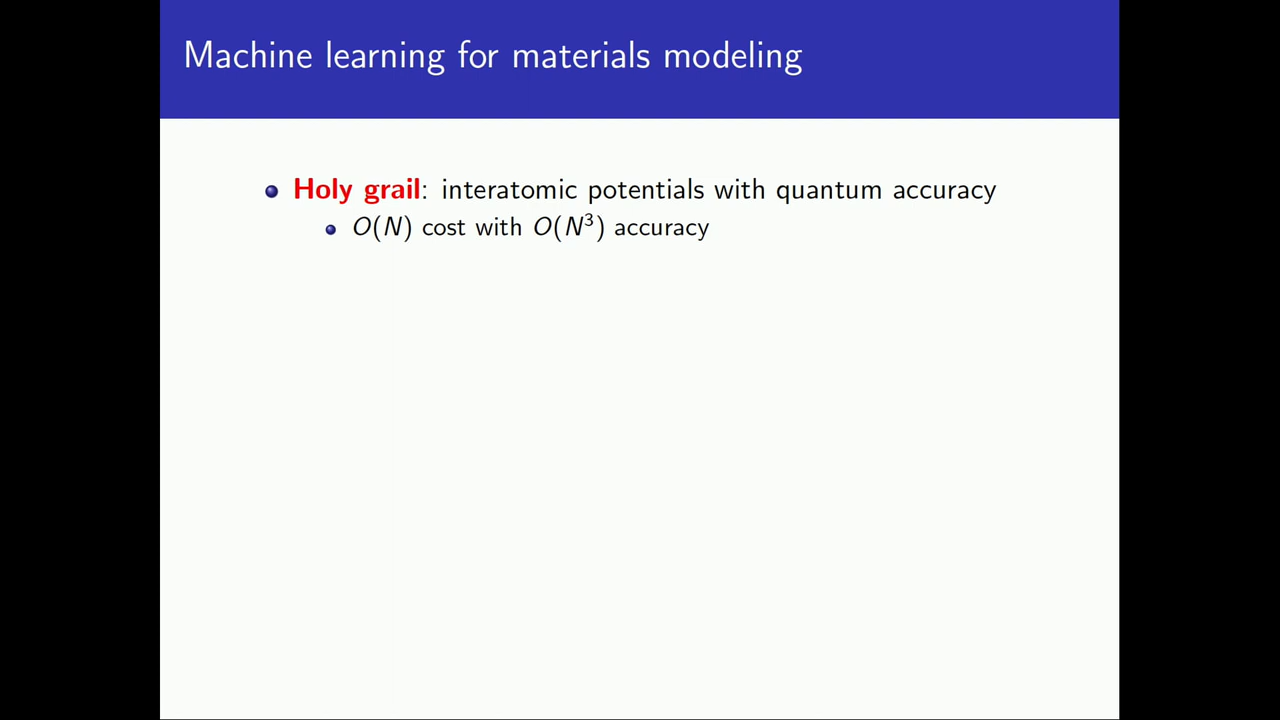 Machine learning for materials modeling
Holy grail: interatomic potentials with quantum accuracy
O(N) cost with O(N³) accuracy